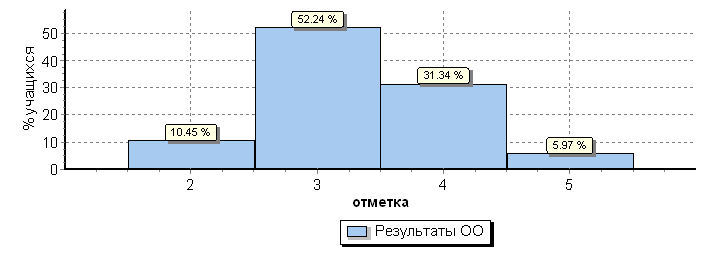 52.24 %
50
40
31.34 %
30
20
10.45 %
10
5.97 %
0
% учащихся
2 3 4 5
отметка
Результаты ОО